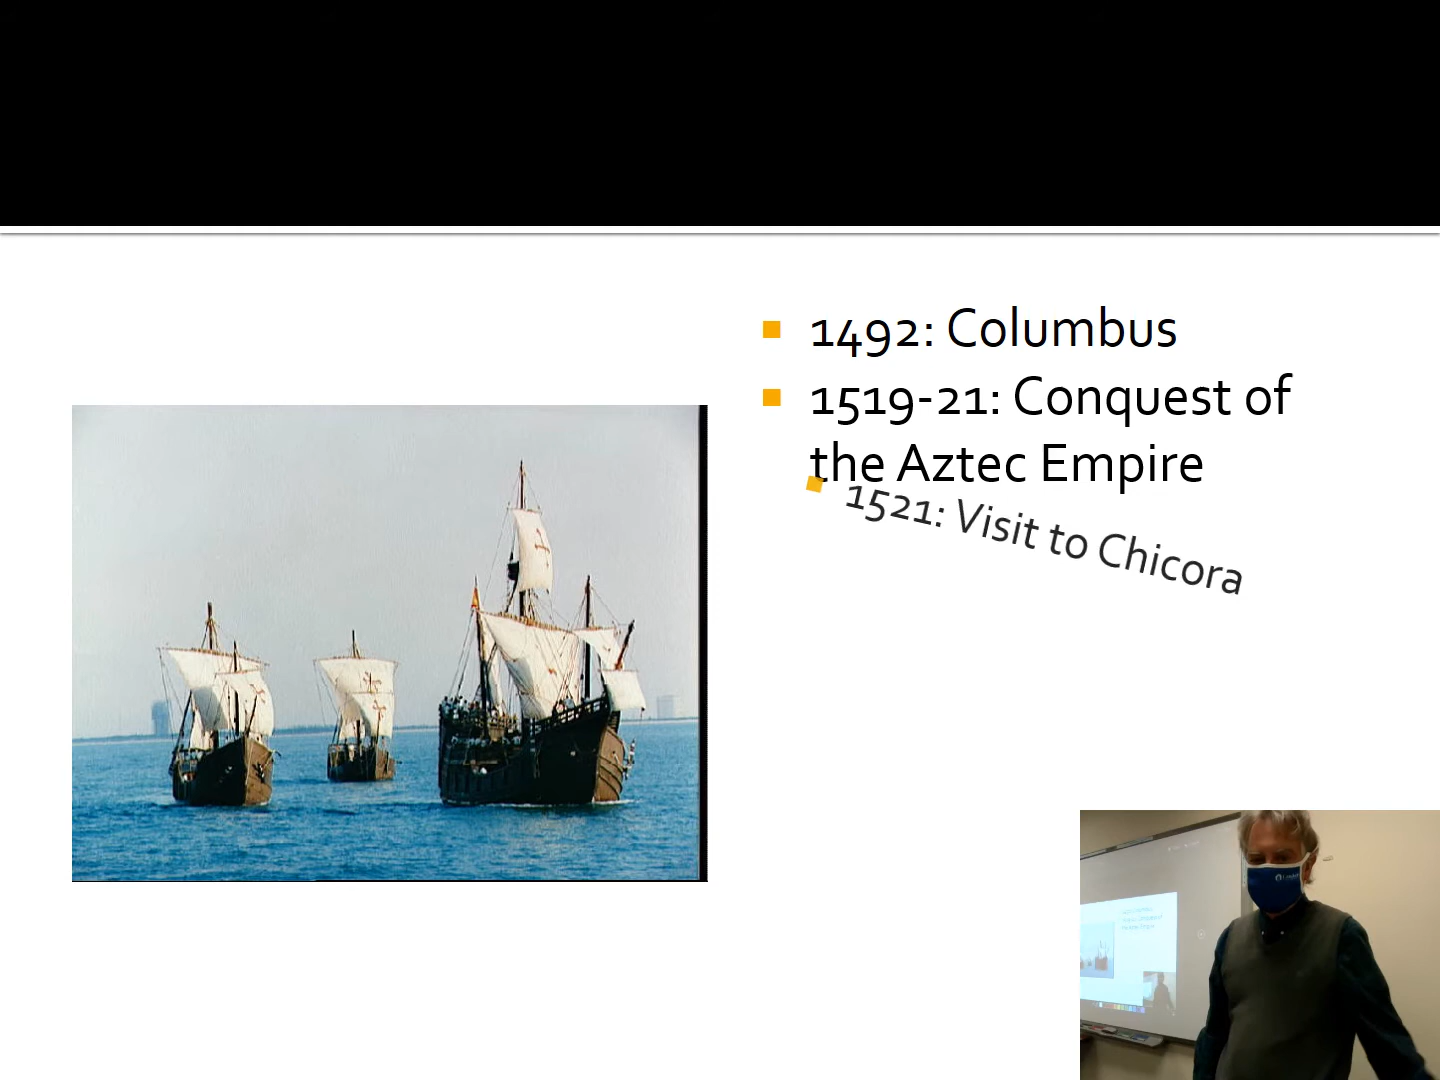 1492: Columbus
1519-21: Conquest of
the Aztec Empire
1521: Visit to Chicora